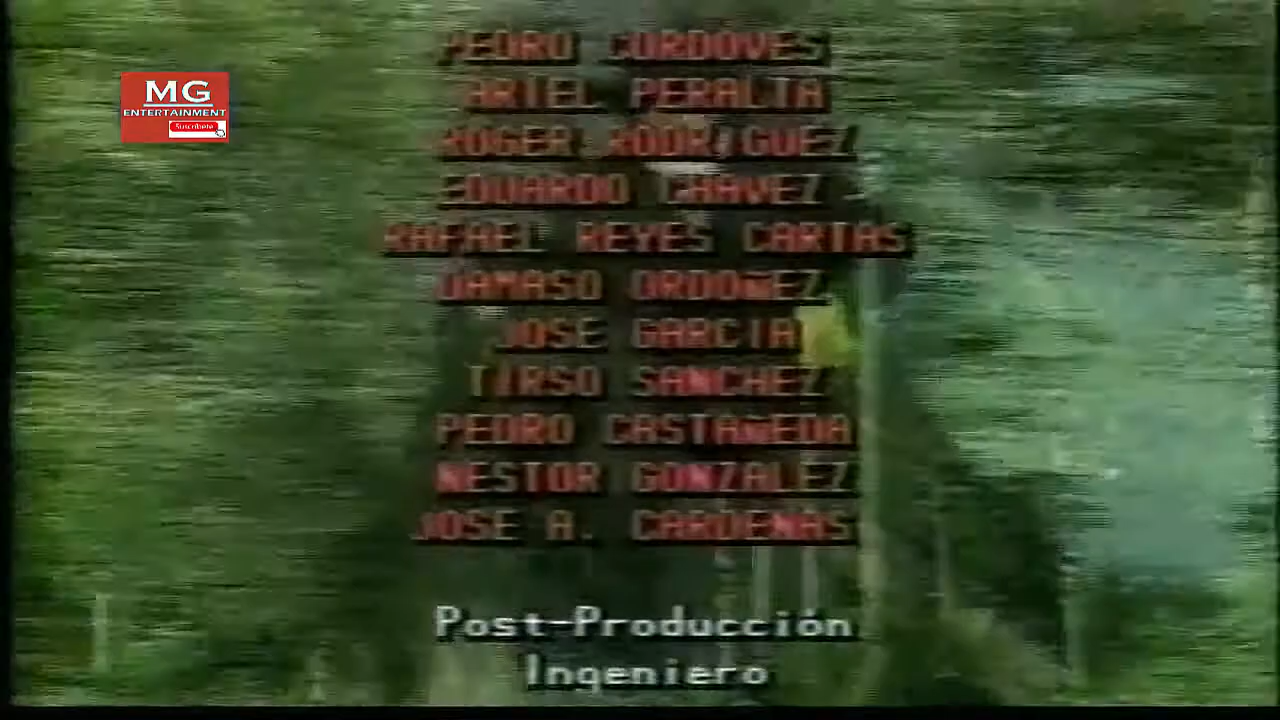 PEDRO CORDOVES
MG
ENTERTAINMENT
Suscríbete
ARIEL PERALTA
ROGER RODRIGUEZ
EDUARDO CHAVEZ
RAFAEL REYES CARTAS
DAMASO ORDOñEZ
JOSE GARCIA
TIRSO SANCHEZ
PEDRO CASTAñEDA
NESTOR GONZALEZ
JOSE A. CARDENAS
Post-Producción
Ingeniero